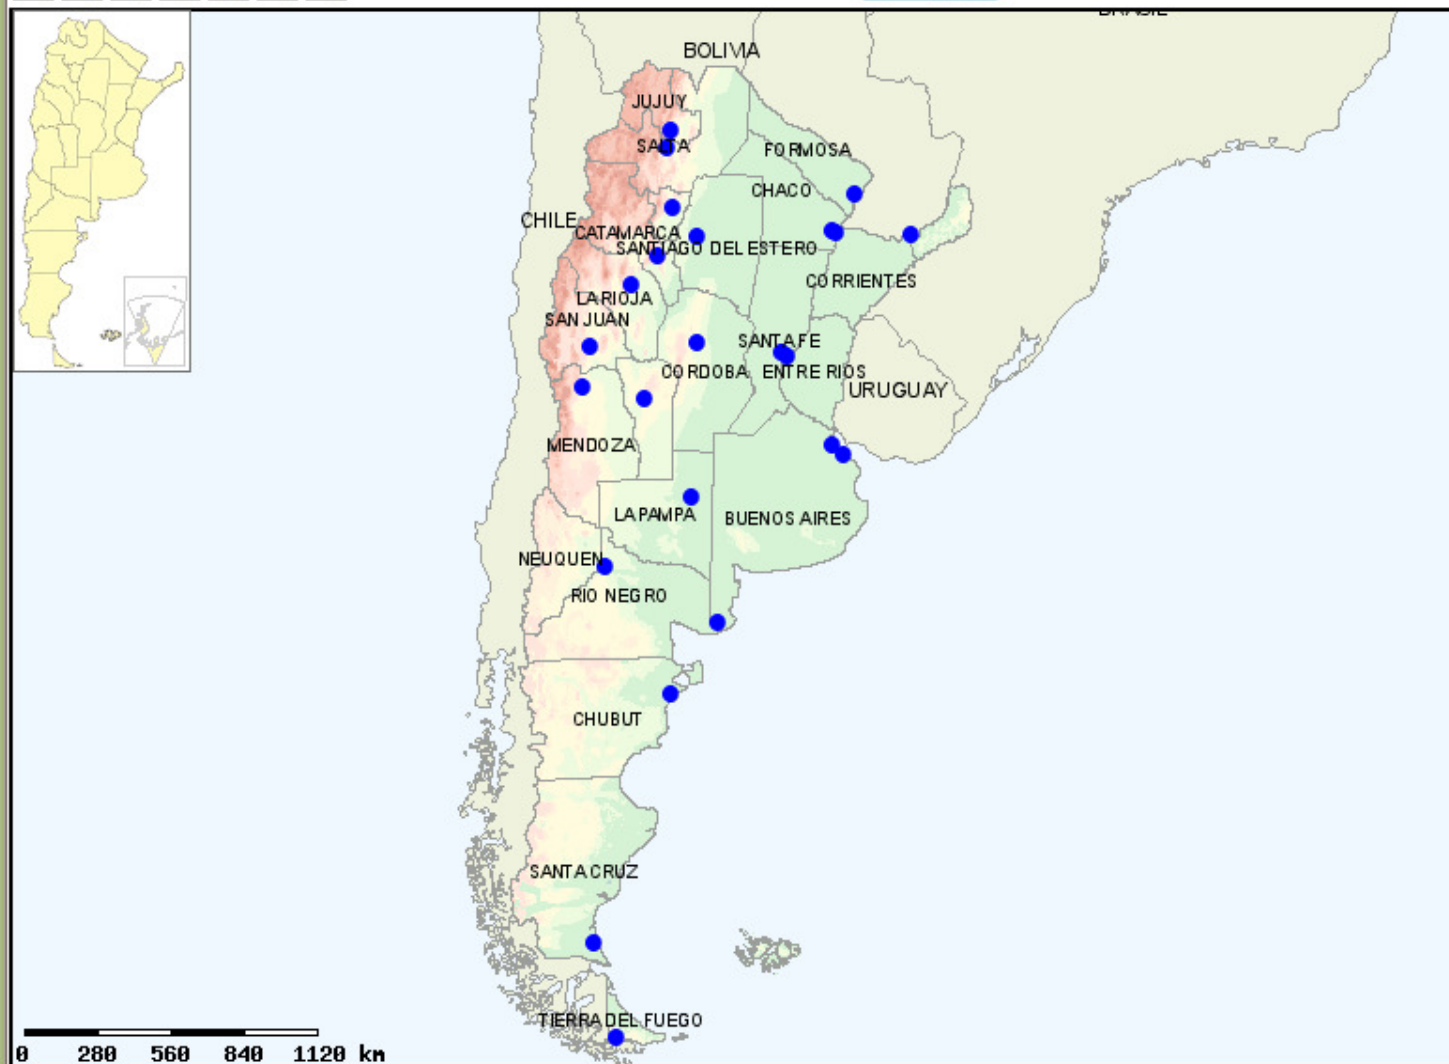 BRASIL
BOLIVIA
JUJUY
SALTA
FORMOSA
CHACO
CHILE
CATAMARCA
SANTIAGO DEL ESTERO
CORRIENTES
LA RIOJA
SAN JUAN
SANTA FE
CORDOBA
ENTRE RIOS
URUGUAY
MENDOZA
LA PAMPA
BUENOS AIRES
NEUQUEN
RIO NEGRO
CHUBUT
SANTA CRUZ
TIERRA DEL FUEGO
0 280 560 840 1120 km